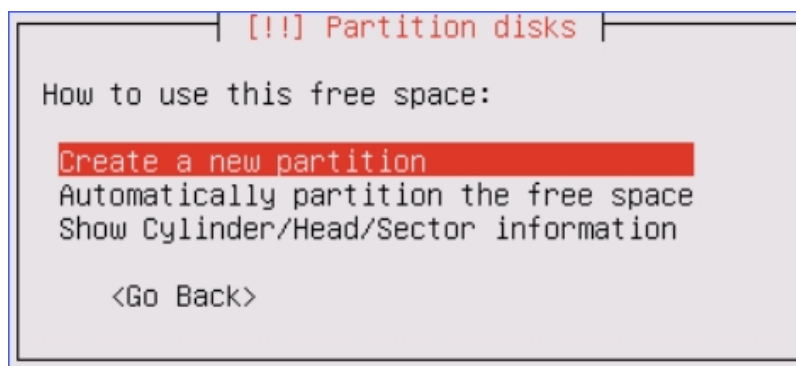 [!!] Partition disks
How to use this free space:
Create a new partition
Automatically partition the free space
Show Cylinder/Head/Sector information
<Go Back>